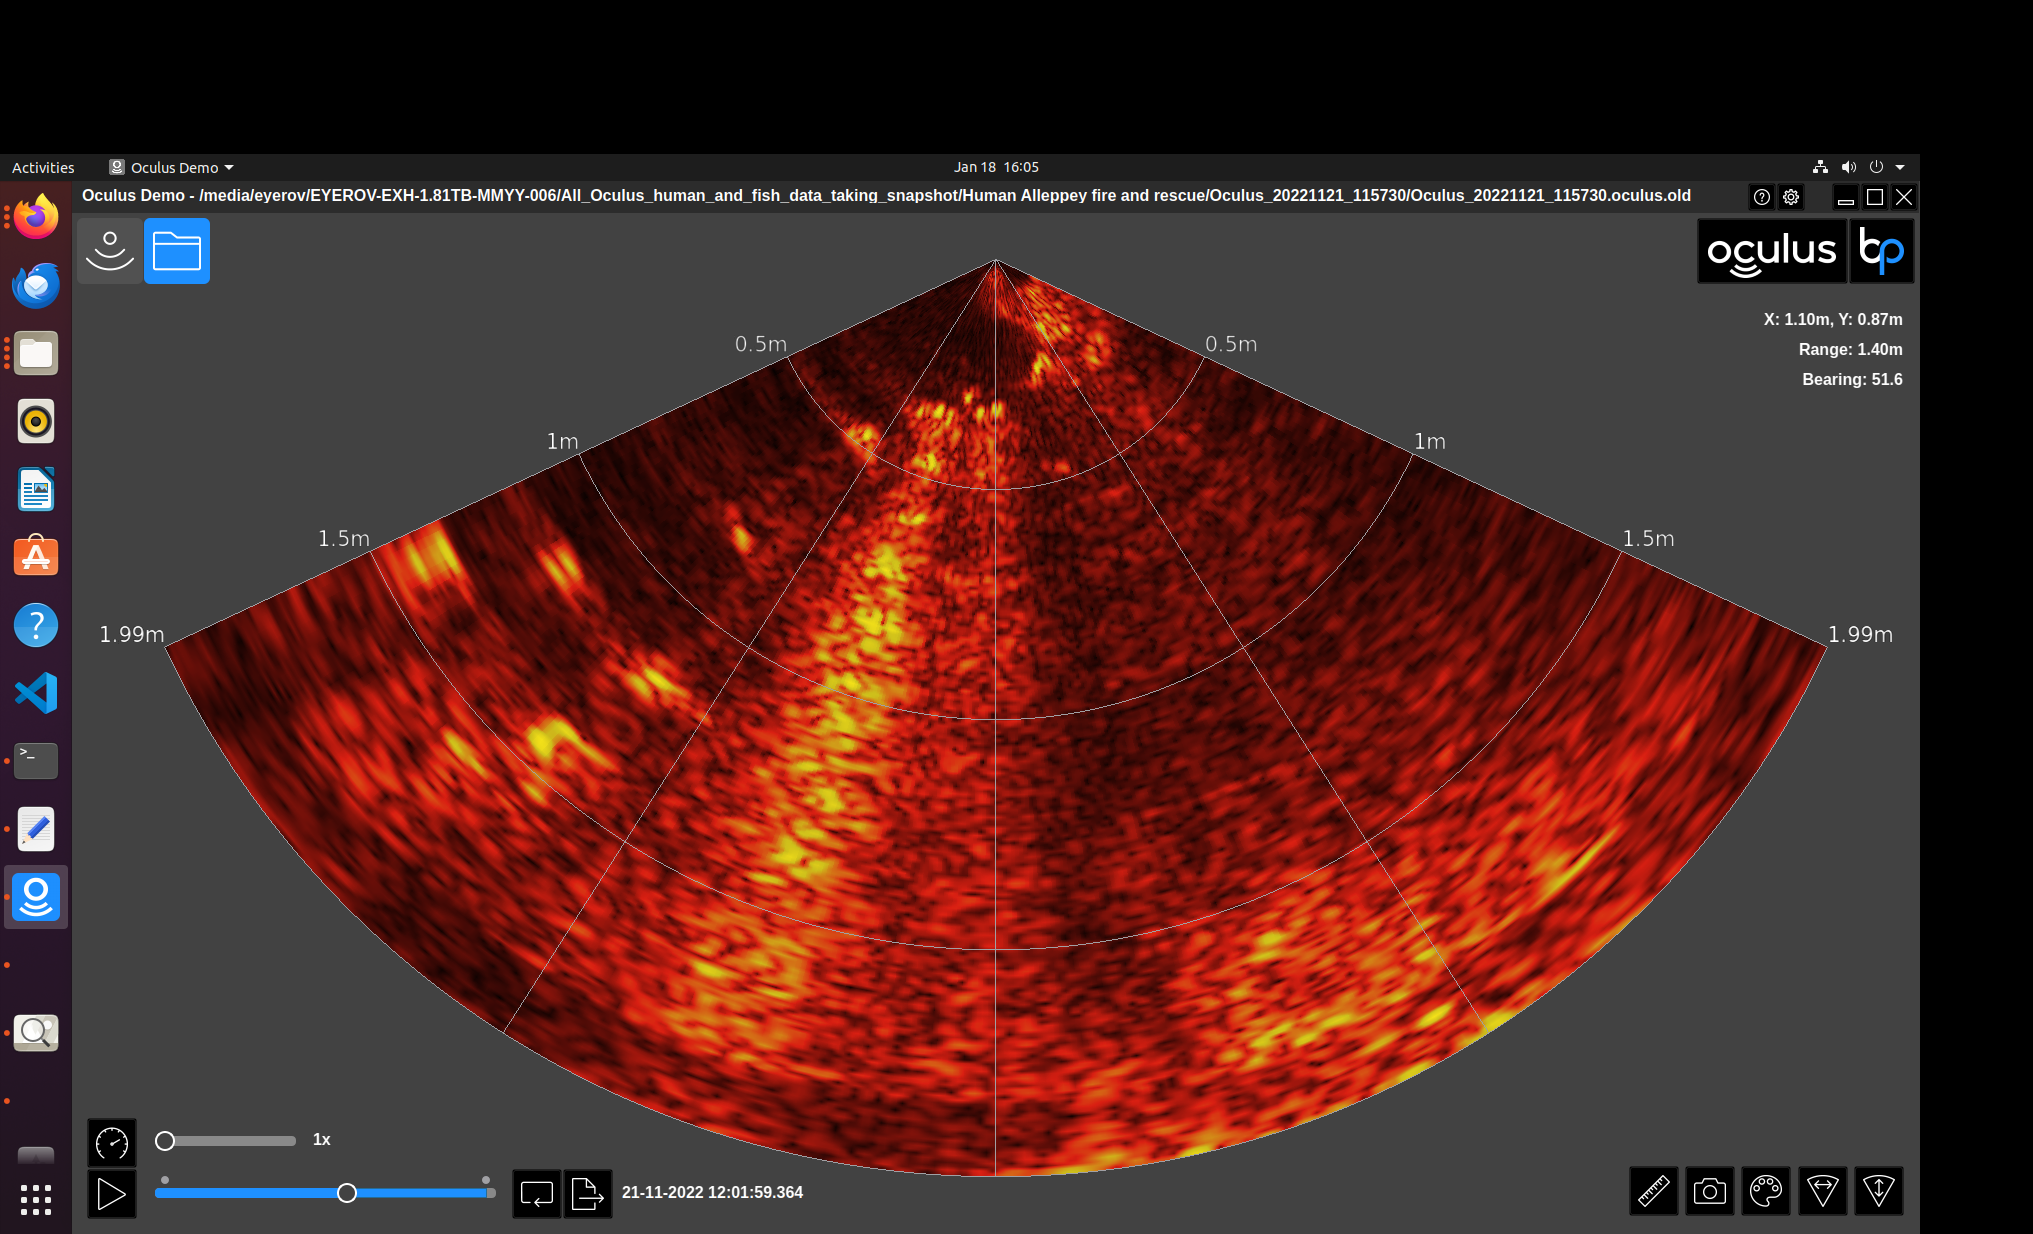 Activities
Oculus Demo
Jan 18 16:05
Oculus Demo - /media/eyerov/EYEROV-EXH-1.81TB-MMYY-006/All_Oculus_human_and_fish_data_taking_snapshot/Human Alleppey fire and rescue/Oculus_20221121_115730/Oculus_20221121_115730.oculus.old
oculus bp
X: 1.10m, Y: 0.87m
Range: 1.40m
Bearing: 51.6
0.5m 0.5m
1m 1m
1.5m 1.5m
1.99m 1.99m
1x
21-11-2022 12:01:59.364